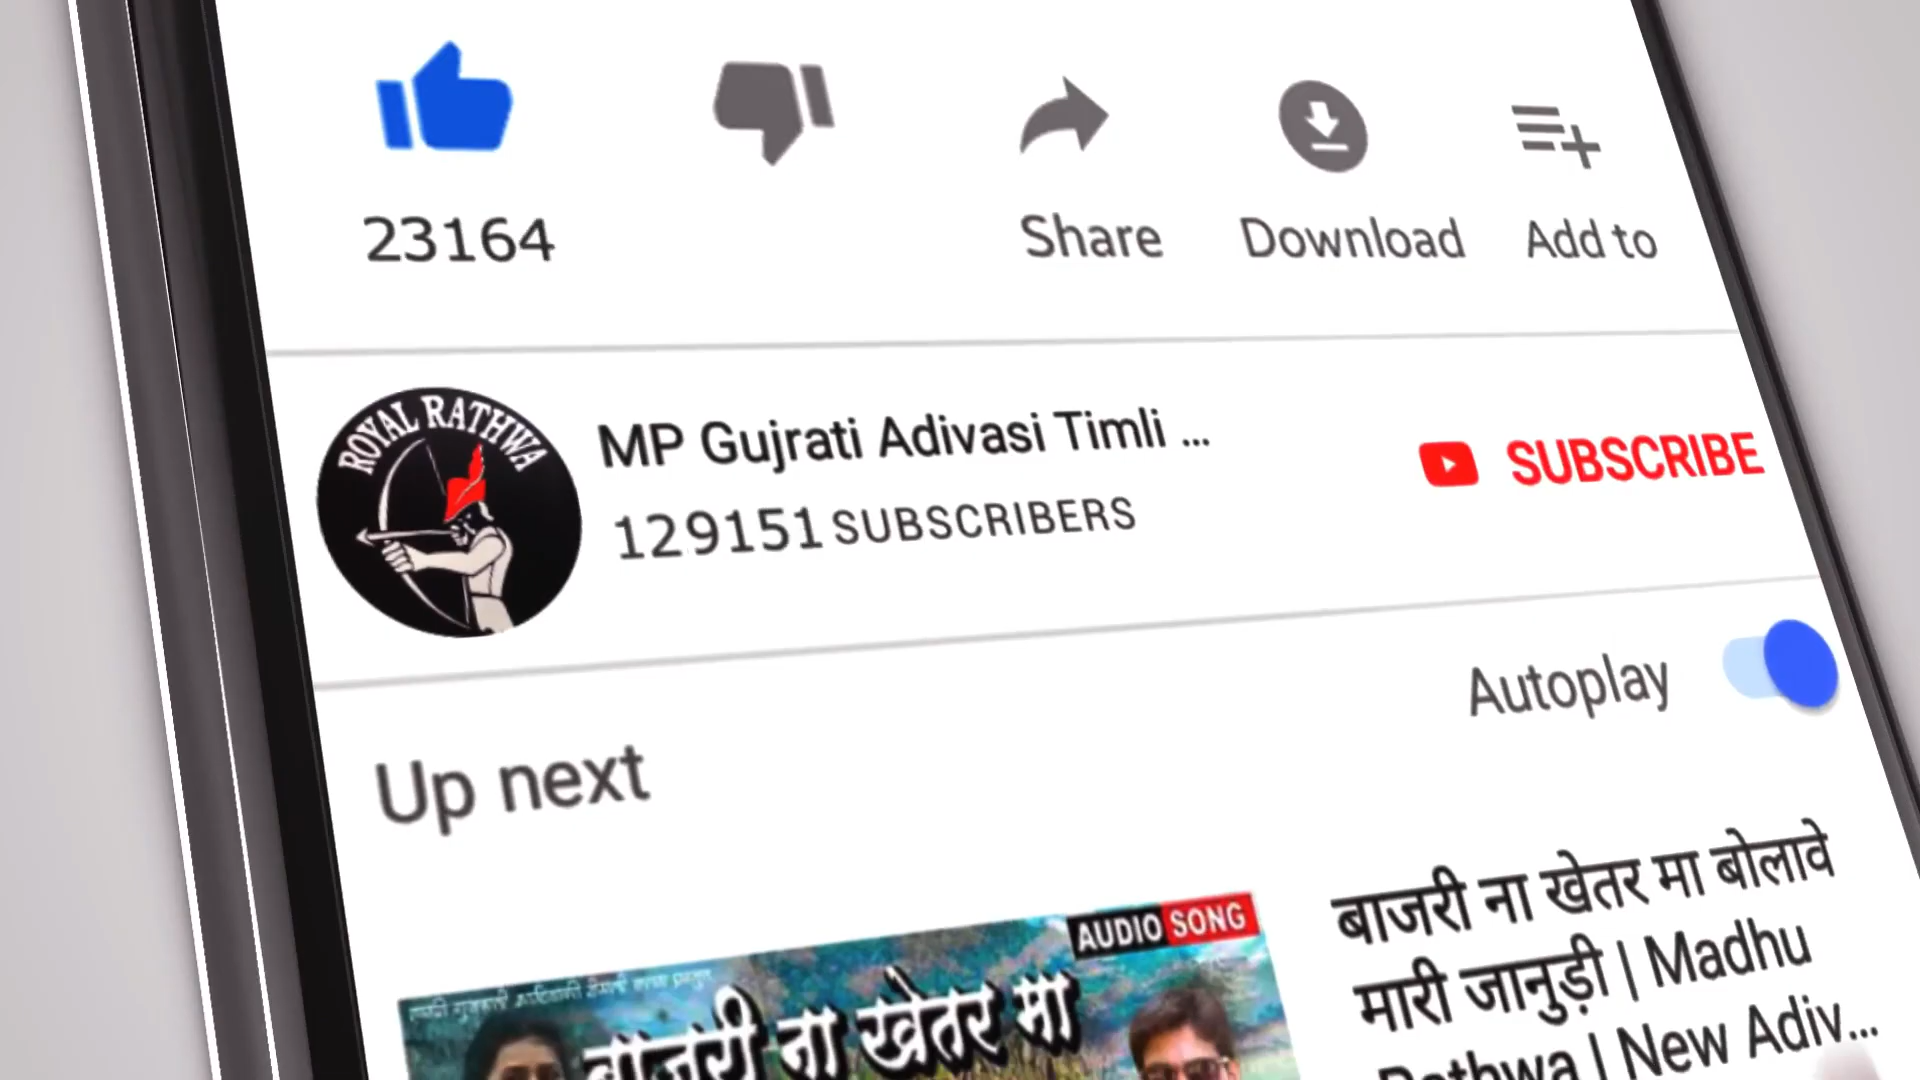 23164
Share
Download
Add to
ROYAL RATHWA
MP Gujrati Adivasi Timli ...
129151 SUBSCRIBERS
SUBSCRIBE
Autoplay
Up next
AUDIO SONG
बाजरी ना खेतर मा
बाजरी ना खेतर मा बोलावे
मारी जानुड़ी | Madhu
Rathwa | New Adiv...